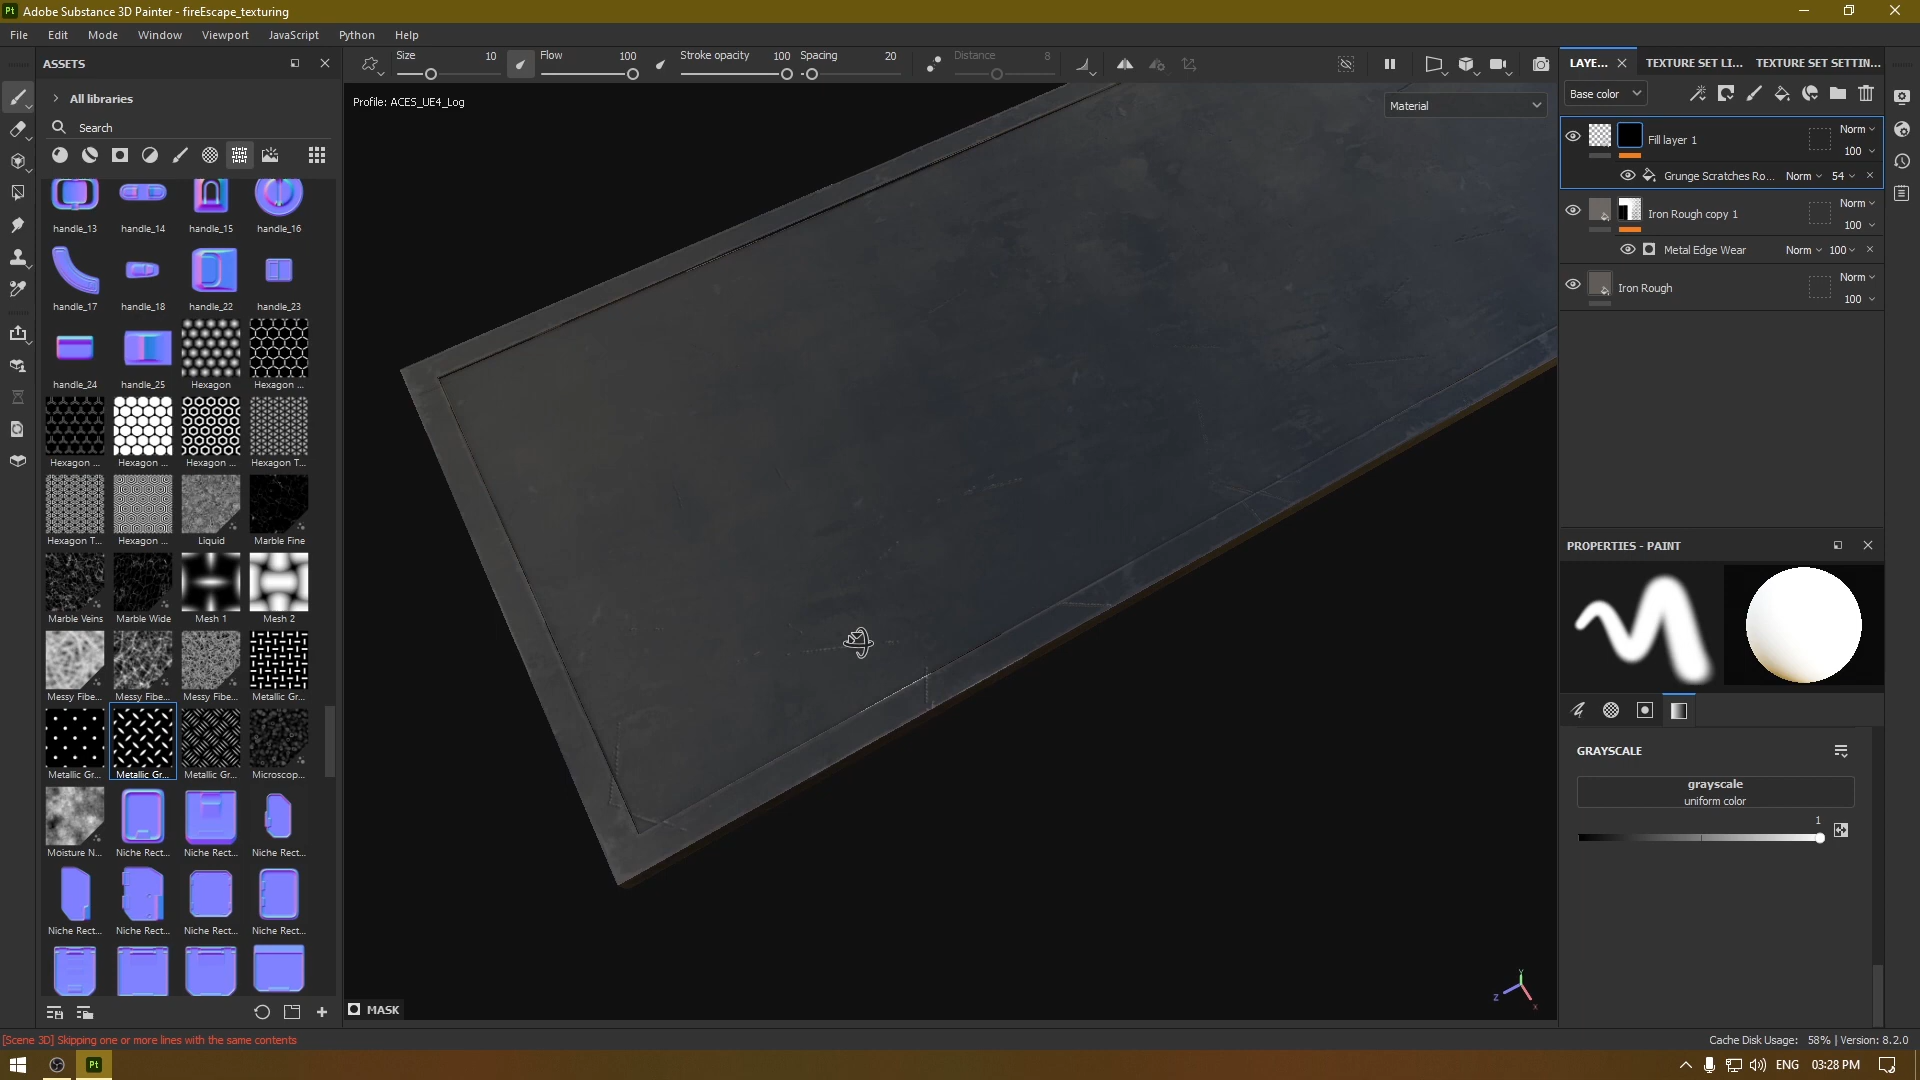 Pt Adobe Substance 3D Painter - fireEscape_texturing
File Edit Mode Window Viewport JavaScript Python Help
ASSETS
Size 10 Flow 100 Stroke opacity 100 Spacing 20 Distance 8
LAYE... TEXTURE SET LI... TEXTURE SET SETTIN...
All libraries
Search
Profile: ACES_UE4_Log
Material
Base color
Fill layer 1 Norm
100
Grunge Scratches Ro... Norm 54
Iron Rough copy 1 Norm
100
Metal Edge Wear Norm 100
Iron Rough Norm
100
handle_13 handle_14 handle_15 handle_16
handle_17 handle_18 handle_22 handle_23
handle_24 handle_25 Hexagon Hexagon ...
Hexagon ... Hexagon ... Hexagon ... Hexagon T...
Hexagon T... Hexagon ... Liquid Marble Fine
Marble Veins Marble Wide Mesh 1 Mesh 2
Messy Fibe... Messy Fibe... Messy Fibe... Metallic Gr...
Metallic Gr... Metallic Gr... Metallic Gr... Microscop...
Moisture N... Niche Rect... Niche Rect... Niche Rect...
Niche Rect... Niche Rect... Niche Rect... Niche Rect...
PROPERTIES - PAINT
GRAYSCALE
grayscale
uniform color
1
Y
Z
X
MASK
[Scene 3D] Skipping one or more lines with the same contents
Cache Disk Usage: 58% | Version: 8.2.0
Pt
ENG 03:28 PM